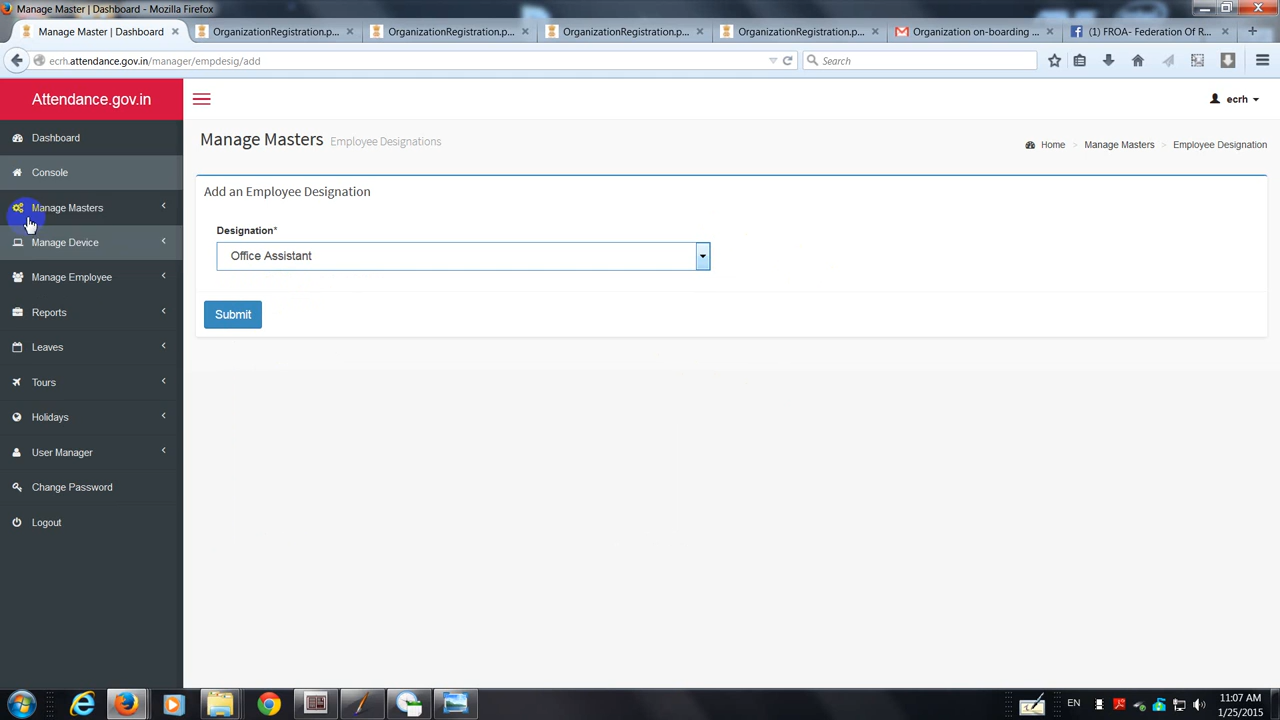 Manage Master | Dashboard - Mozilla Firefox
Manage Master | Dashboard
OrganizationRegistration.p...
OrganizationRegistration.p...
OrganizationRegistration.p...
OrganizationRegistration.p...
Organization on-boarding ...
(1) FROA- Federation Of R...
ecrh.attendance.gov.in/manager/empdesig/add
Search
Attendance.gov.in
ecrh
Dashboard
Console
Manage Masters
Manage Device
Manage Employee
Reports
Leaves
Tours
Holidays
User Manager
Change Password
Logout
Manage Masters Employee Designations
Home > Manage Masters > Employee Designation
Add an Employee Designation
Designation*
Office Assistant
Submit
EN
11:07 AM
1/25/2015